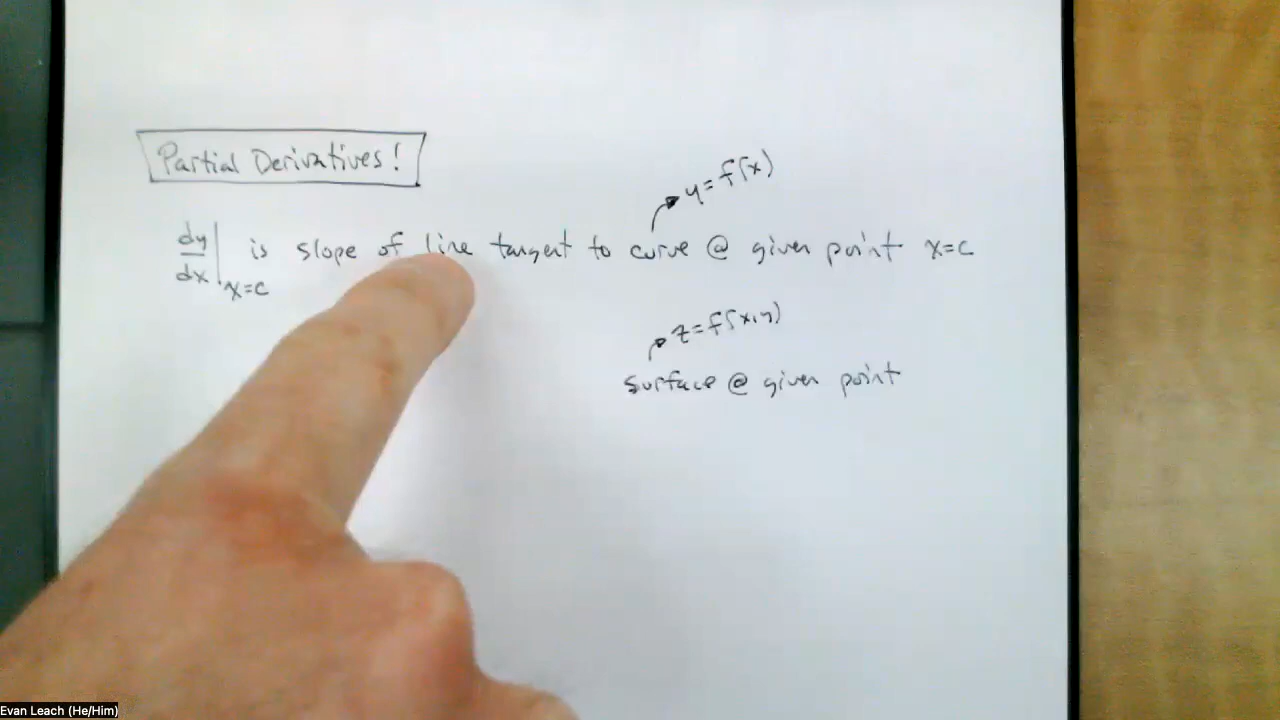 Partial Derivatives!
y=f(x)
dy/dx|x=c is slope of line tangent to curve @ given point x=c
z=f(x,y)
surface @ given point
Evan Leach (He/Him)